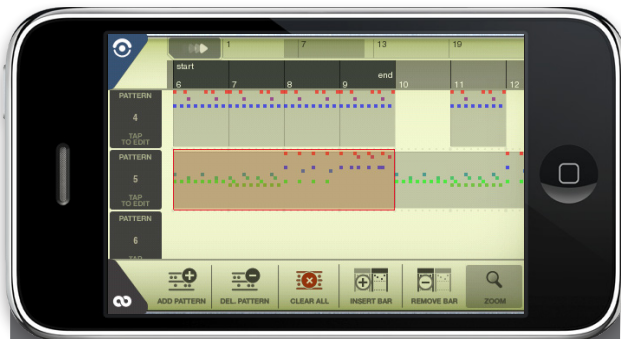 1 7 13 19
start
end
6 7 8 9 10 11 12
PATTERN
4
TAP
TO EDIT
PATTERN
5
TAP
TO EDIT
PATTERN
6
ADD PATTERN DEL. PATTERN CLEAR ALL INSERT BAR REMOVE BAR ZOOM